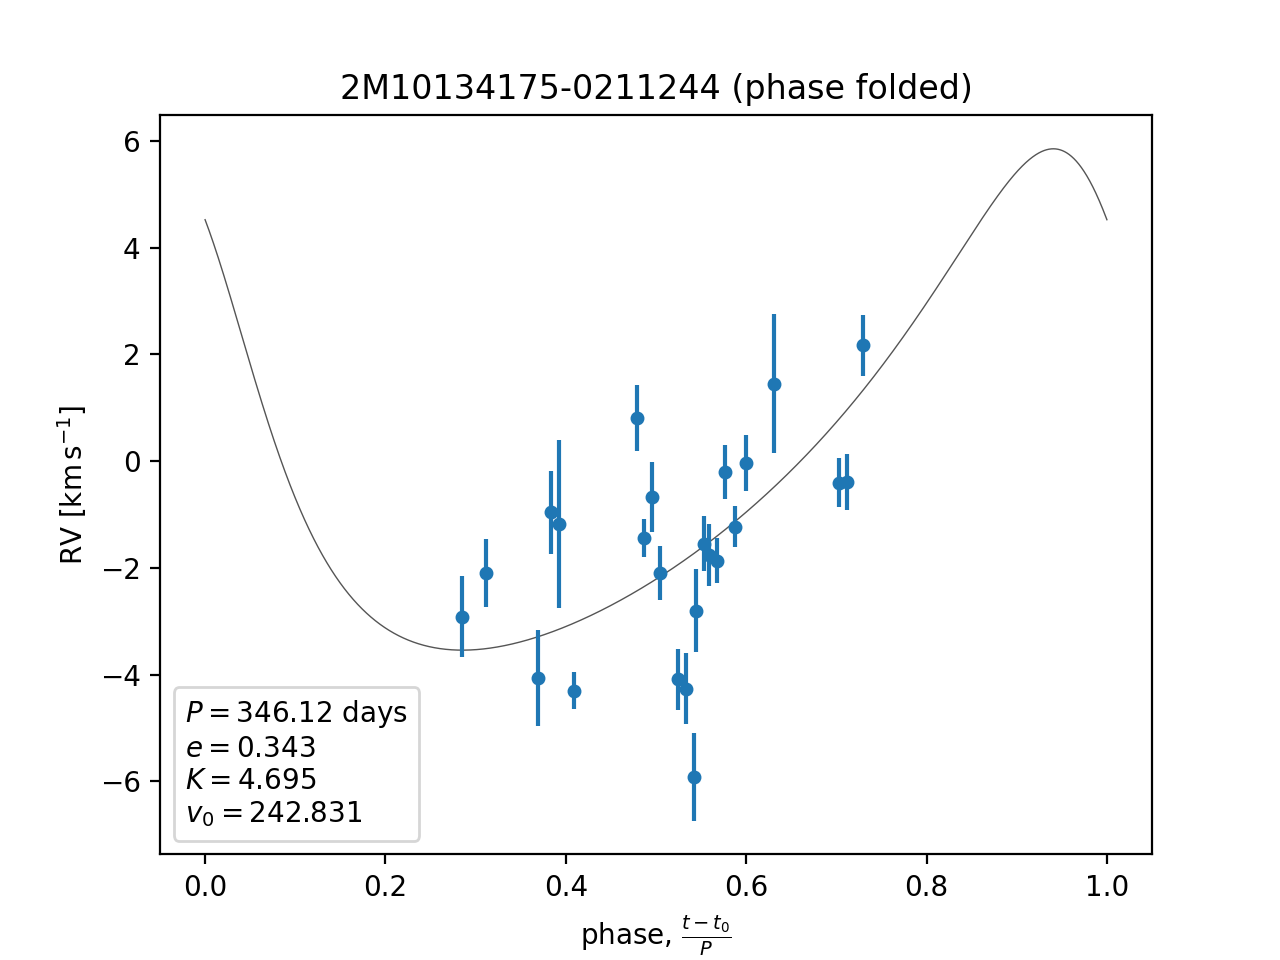 2M10134175-0211244 (phase folded)
RV [km s⁻¹]
6
4
2
0
−2
−4
−6
P = 346.12 days
e = 0.343
K = 4.695
v₀ = 242.831
0.0 0.2 0.4 0.6 0.8 1.0
phase, (t − t₀)/P